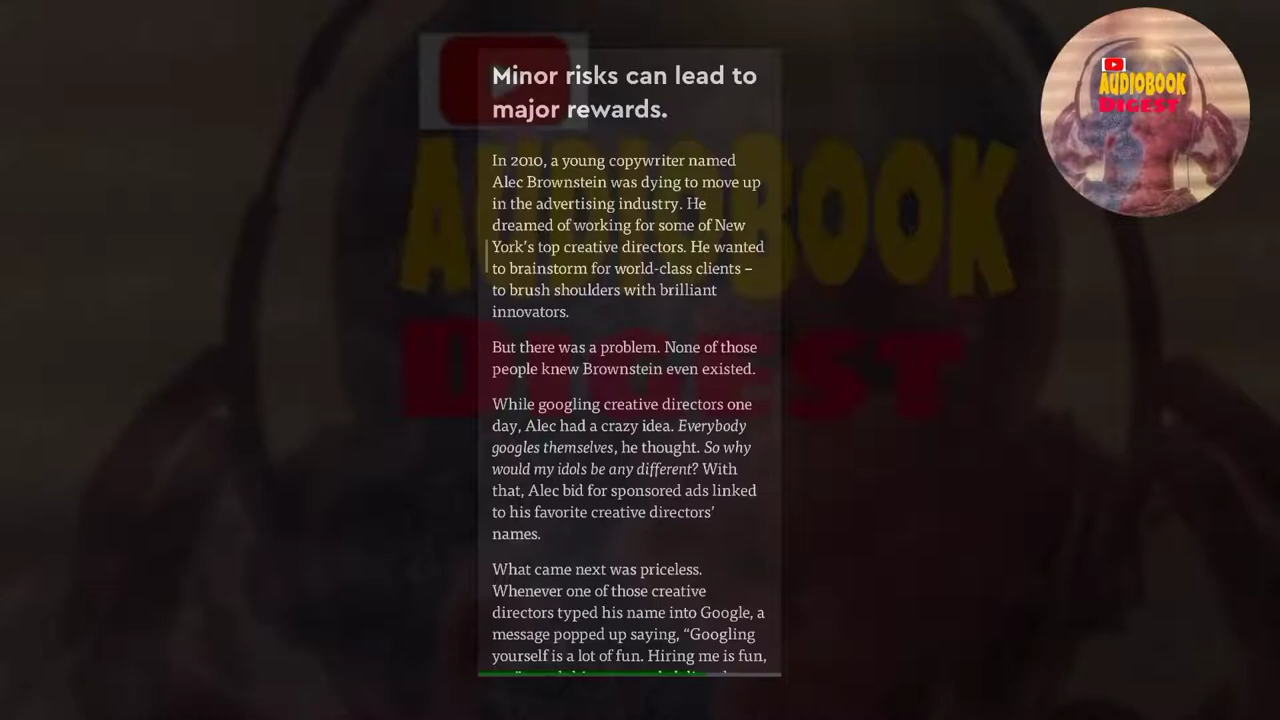 Minor risks can lead to
major rewards.
In 2010, a young copywriter named
Alec Brownstein was dying to move up
in the advertising industry. He
dreamed of working for some of New
York's top creative directors. He wanted
to brainstorm for world-class clients –
to brush shoulders with brilliant
innovators.
But there was a problem. None of those
people knew Brownstein even existed.
While googling creative directors one
day, Alec had a crazy idea. Everybody
googles themselves, he thought. So why
would my idols be any different? With
that, Alec bid for sponsored ads linked
to his favorite creative directors'
names.
What came next was priceless.
Whenever one of those creative
directors typed his name into Google, a
message popped up saying, “Googling
yourself is a lot of fun. Hiring me is fun,
AUDIOBOOK
DIGEST
AUDIOBOOK
DIGEST